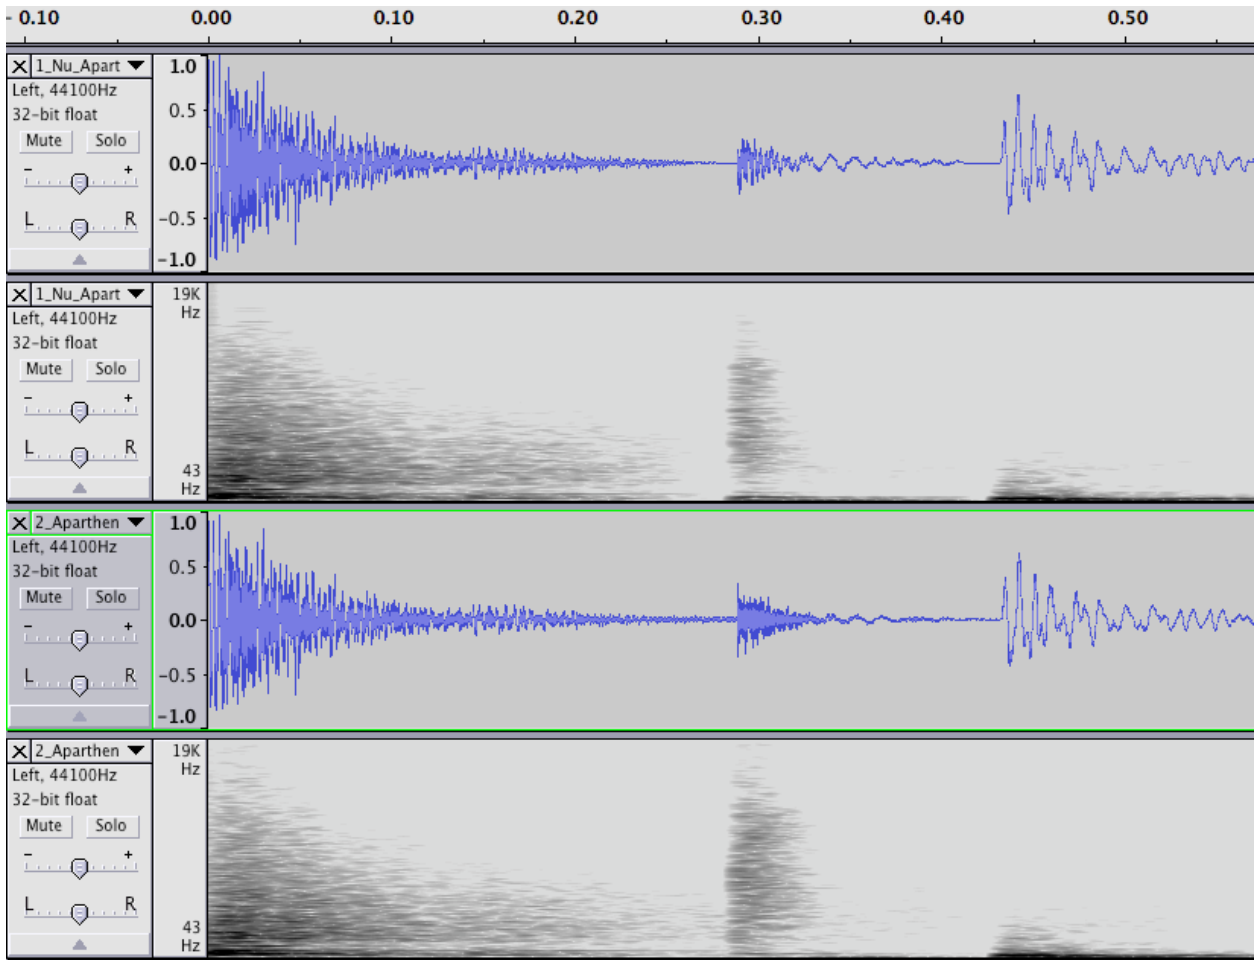 - 0.10 0.00 0.10 0.20 0.30 0.40 0.50
X 1_Nu_Apart ▼ 1.0
Left, 44100Hz
32-bit float 0.5
Mute Solo
- + 0.0
L R -0.5
-1.0
X 1_Nu_Apart ▼ 19K
Left, 44100Hz Hz
32-bit float
Mute Solo
- +
L R 43
Hz
X 2_Aparthen ▼ 1.0
Left, 44100Hz
32-bit float 0.5
Mute Solo
- + 0.0
L R -0.5
-1.0
X 2_Aparthen ▼ 19K
Left, 44100Hz Hz
32-bit float
Mute Solo
- +
L R 43
Hz